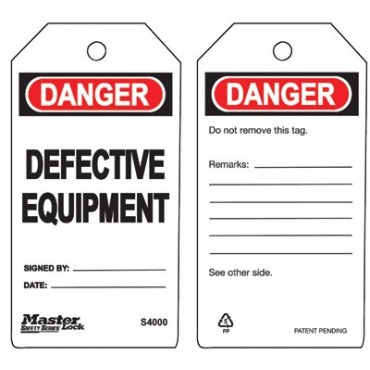 DANGER
DEFECTIVE
EQUIPMENT
SIGNED BY:
DATE:
Master Lock
SAFETY SERIES
S4000
DANGER
Do not remove this tag.
Remarks:
See other side.
5
PP
PATENT PENDING